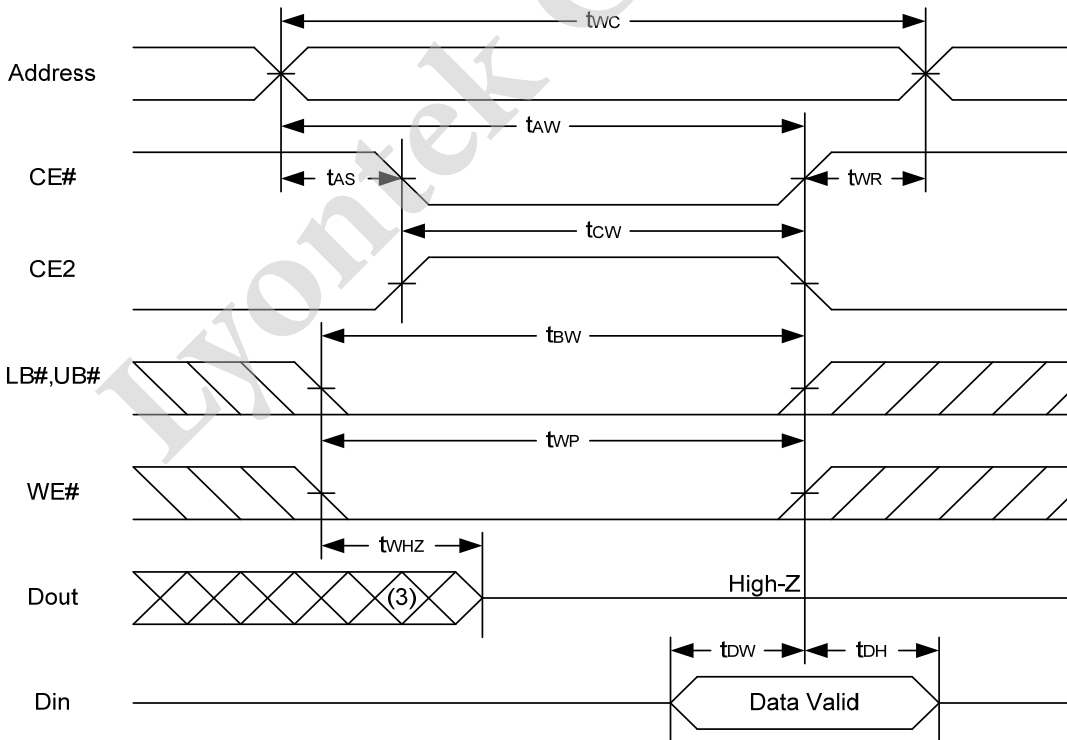 tWC
Address
tAW
CE#
tAS
tWR
tCW
CE2
tBW
LB#,UB#
tWP
WE#
tWHZ
Dout
(3)
High-Z
tDW
tDH
Din
Data Valid
Lyontek